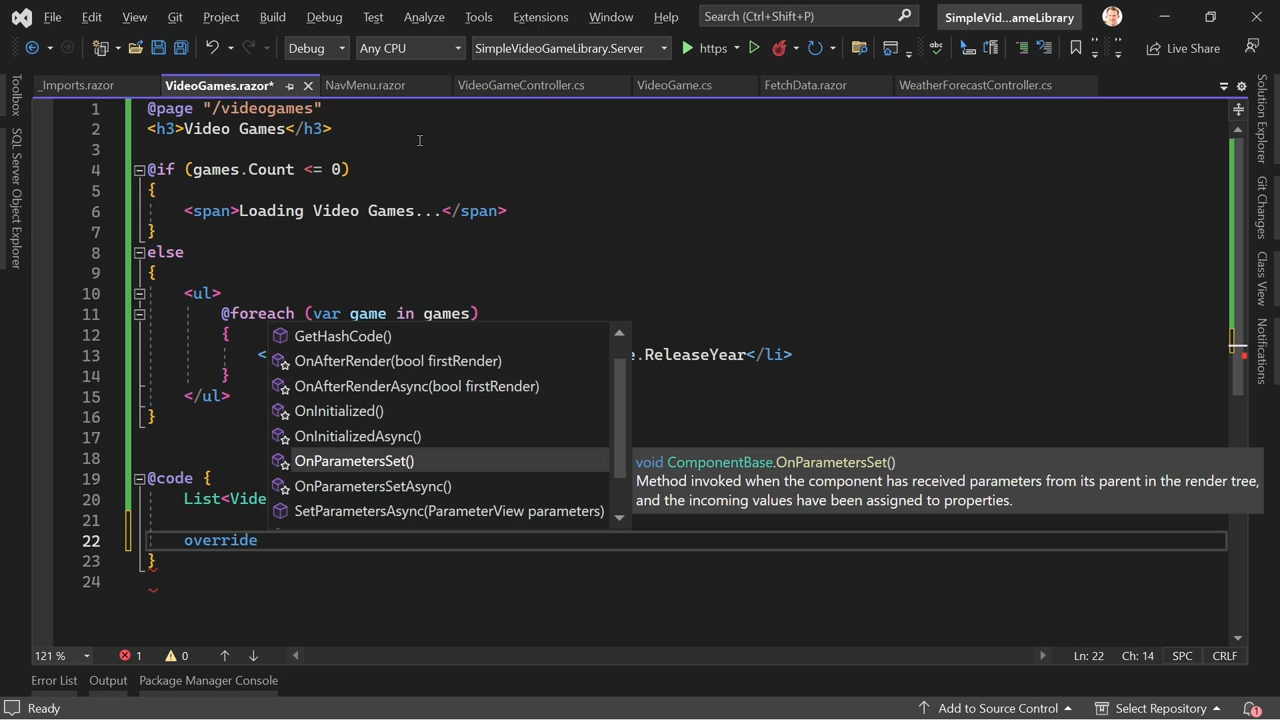 File Edit View Git Project Build Debug Test Analyze Tools Extensions Window Help Search (Ctrl+Shift+P) SimpleVid...ameLibrary
Debug Any CPU SimpleVideoGameLibrary.Server https Live Share
_Imports.razor VideoGames.razor* NavMenu.razor VideoGameController.cs VideoGame.cs FetchData.razor WeatherForecastController.cs
Toolbox
SQL Server Object Explorer
1 @page "/videogames"
2 <h3>Video Games</h3>
3
4 @if (games.Count <= 0)
5 {
6 <span>Loading Video Games...</span>
7 }
8 else
9 {
10 <ul>
11 @foreach (var game in games)
12 {
13 < e.ReleaseYear</li>
14 }
15 </ul>
16 }
17
18
19 @code {
20 List<Vide
21
22 override
23 }
24
GetHashCode()
OnAfterRender(bool firstRender)
OnAfterRenderAsync(bool firstRender)
OnInitialized()
OnInitializedAsync()
OnParametersSet()
OnParametersSetAsync()
SetParametersAsync(ParameterView parameters)
void ComponentBase.OnParametersSet()
Method invoked when the component has received parameters from its parent in the render tree,
and the incoming values have been assigned to properties.
Solution Explorer
Git Changes
Class View
Notifications
121 % 1 0 Ln: 22 Ch: 14 SPC CRLF
Error List Output Package Manager Console
Ready Add to Source Control Select Repository 1